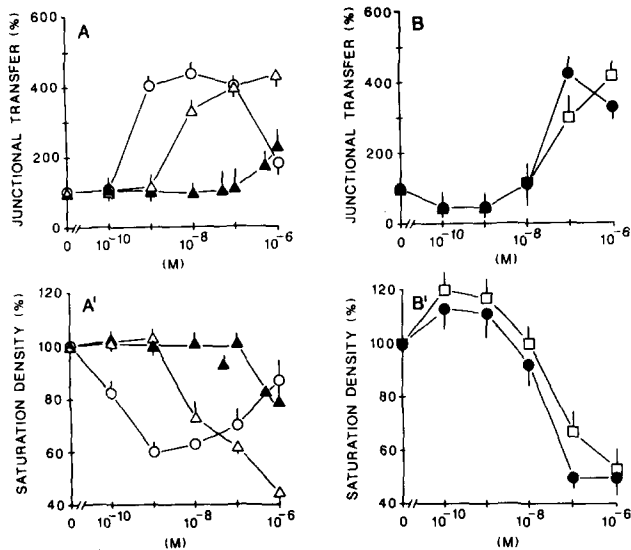 A
JUNCTIONAL TRANSFER (%)
600
400
200
0
0 10⁻¹⁰ 10⁻⁸ 10⁻⁶
(M)
B
JUNCTIONAL TRANSFER (%)
600
400
200
0
0 10⁻¹⁰ 10⁻⁸ 10⁻⁶
(M)
A'
SATURATION DENSITY (%)
120
100
80
60
40
0 10⁻¹⁰ 10⁻⁸ 10⁻⁶
(M)
B'
SATURATION DENSITY (%)
120
100
80
60
40
0 10⁻¹⁰ 10⁻⁸ 10⁻⁶
(M)